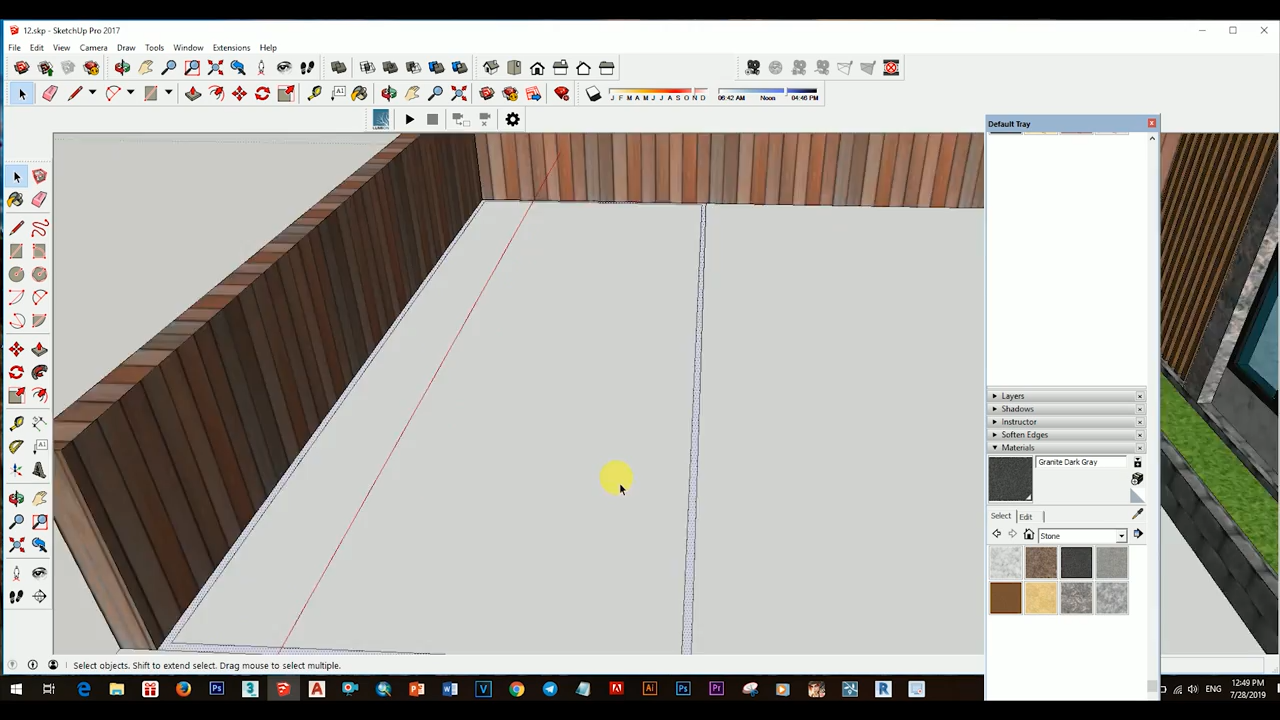 12.skp - SketchUp Pro 2017
File Edit View Camera Draw Tools Window Extensions Help
J F M A M J J A S O N D 06:42 AM Noon 04:46 PM
Default Tray
Layers
Shadows
Instructor
Soften Edges
Materials
Granite Dark Gray
Select Edit
Stone
Select objects. Shift to extend select. Drag mouse to select multiple.
ENG
12:49 PM
7/28/2019